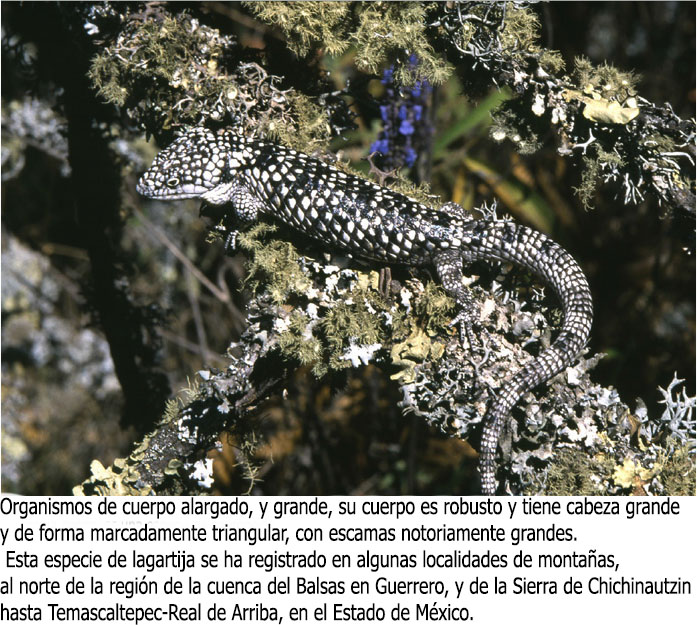 Organismos de cuerpo alargado, y grande, su cuerpo es robusto y tiene cabeza grande
y de forma marcadamente triangular, con escamas notoriamente grandes.
Esta especie de lagartija se ha registrado en algunas localidades de montañas,
al norte de la región de la cuenca del Balsas en Guerrero, y de la Sierra de Chichinautzin
hasta Temascaltepec-Real de Arriba, en el Estado de México.